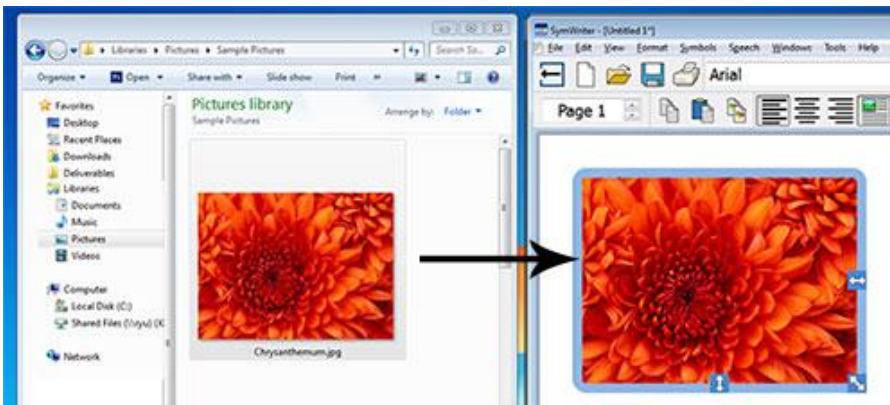 Libraries ▸ Pictures ▸ Sample Pictures
Search Sa...
Organize
Open
Share with
Slide show
Print
»
Favorites
Desktop
Recent Places
Downloads
Deliverables
Libraries
Documents
Music
Pictures
Videos
Computer
Local Disk (C:)
Network
Pictures library
Sample Pictures
Arrange by: Folder
Chrysanthemum.jpg
SymWriter - [Untitled 1*]
File Edit View Format Symbols Speech Windows Tools Help
Arial
Page 1